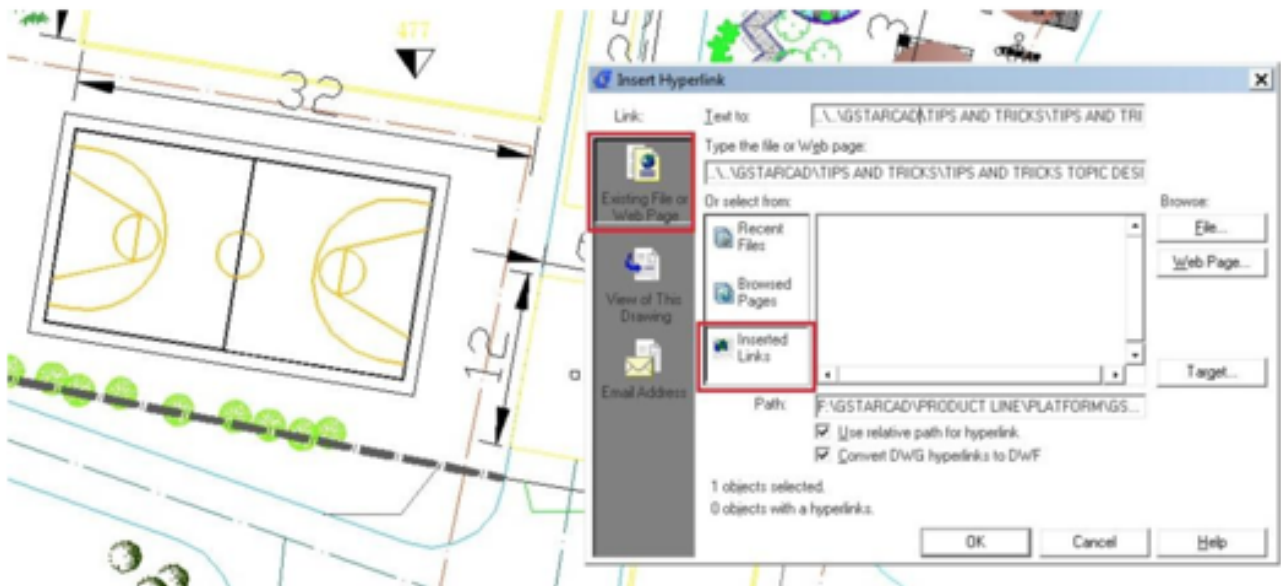 477
32
12
Insert Hyperlink
Link:
Text to:
..\..\GSTARCAD\TIPS AND TRICKS\TIPS AND TRI
Type the file or Web page:
..\..\GSTARCAD\TIPS AND TRICKS\TIPS AND TRICKS TOPIC DESI
Existing File or
Web Page
Or select from:
Browse:
Recent
Files
File...
Web Page...
View of This
Drawing
Browsed
Pages
Inserted
Links
Email Address
Target...
Path:
F:\GSTARCAD\PRODUCT LINE\PLATFORM\GS...
Use relative path for hyperlink
Convert DWG hyperlinks to DWF
1 objects selected.
0 objects with a hyperlinks.
OK
Cancel
Help